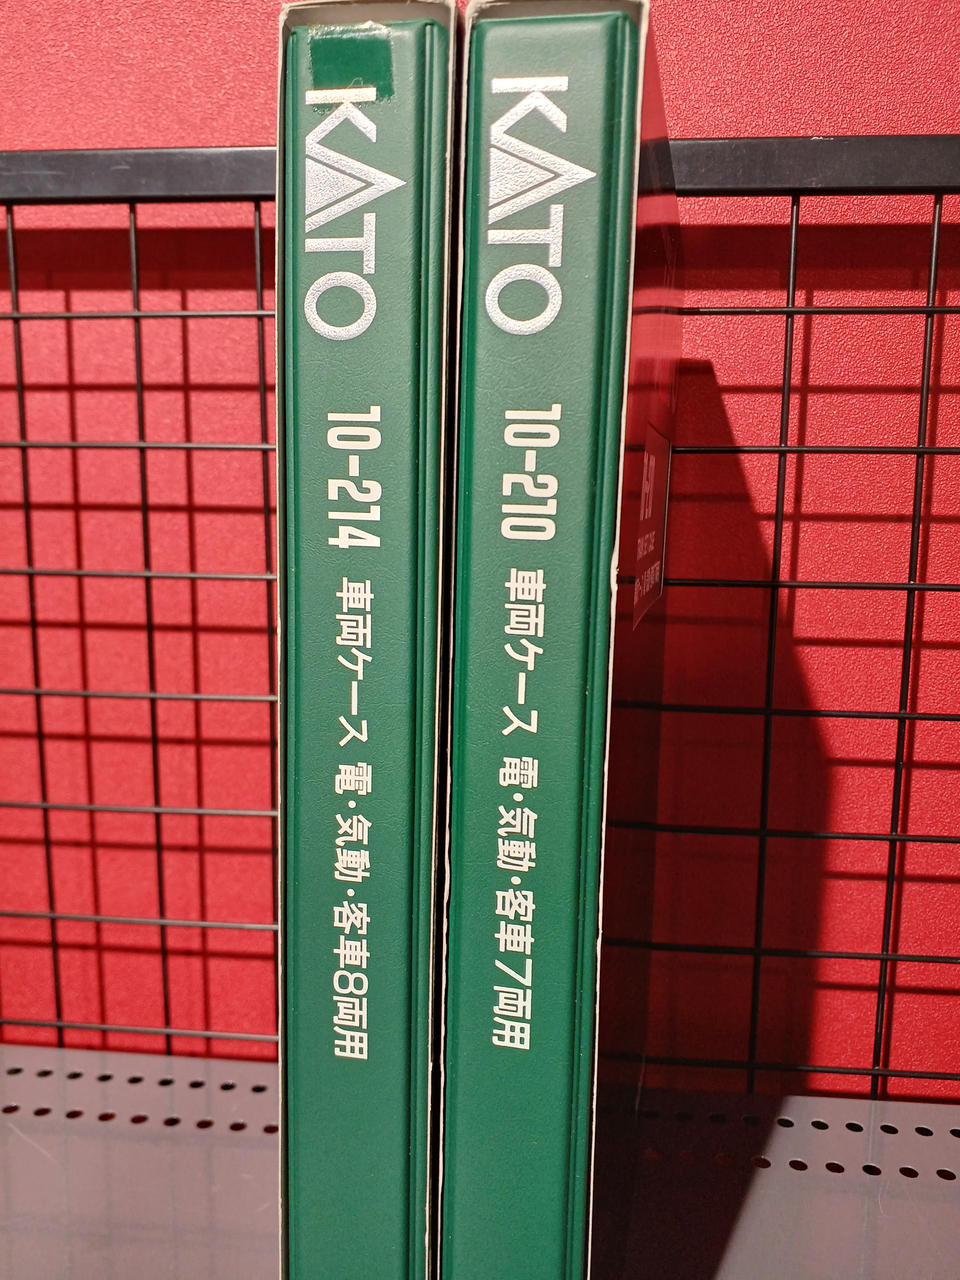 KATO 10-214 車両ケース 電・気動・客車8両用
KATO 10-210 車両ケース 電・気動・客車7両用